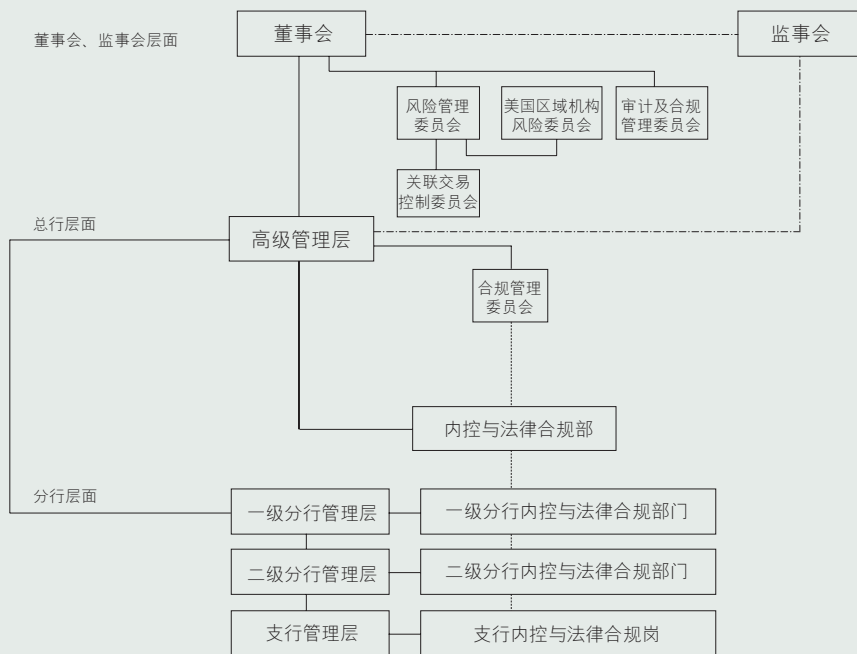 董事会、监事会层面
董事会
监事会
风险管理
委员会
美国区域机构
风险委员会
审计及合规
管理委员会
关联交易
控制委员会
总行层面
高级管理层
合规管理
委员会
内控与法律合规部
分行层面
一级分行管理层
一级分行内控与法律合规部门
二级分行管理层
二级分行内控与法律合规部门
支行管理层
支行内控与法律合规岗